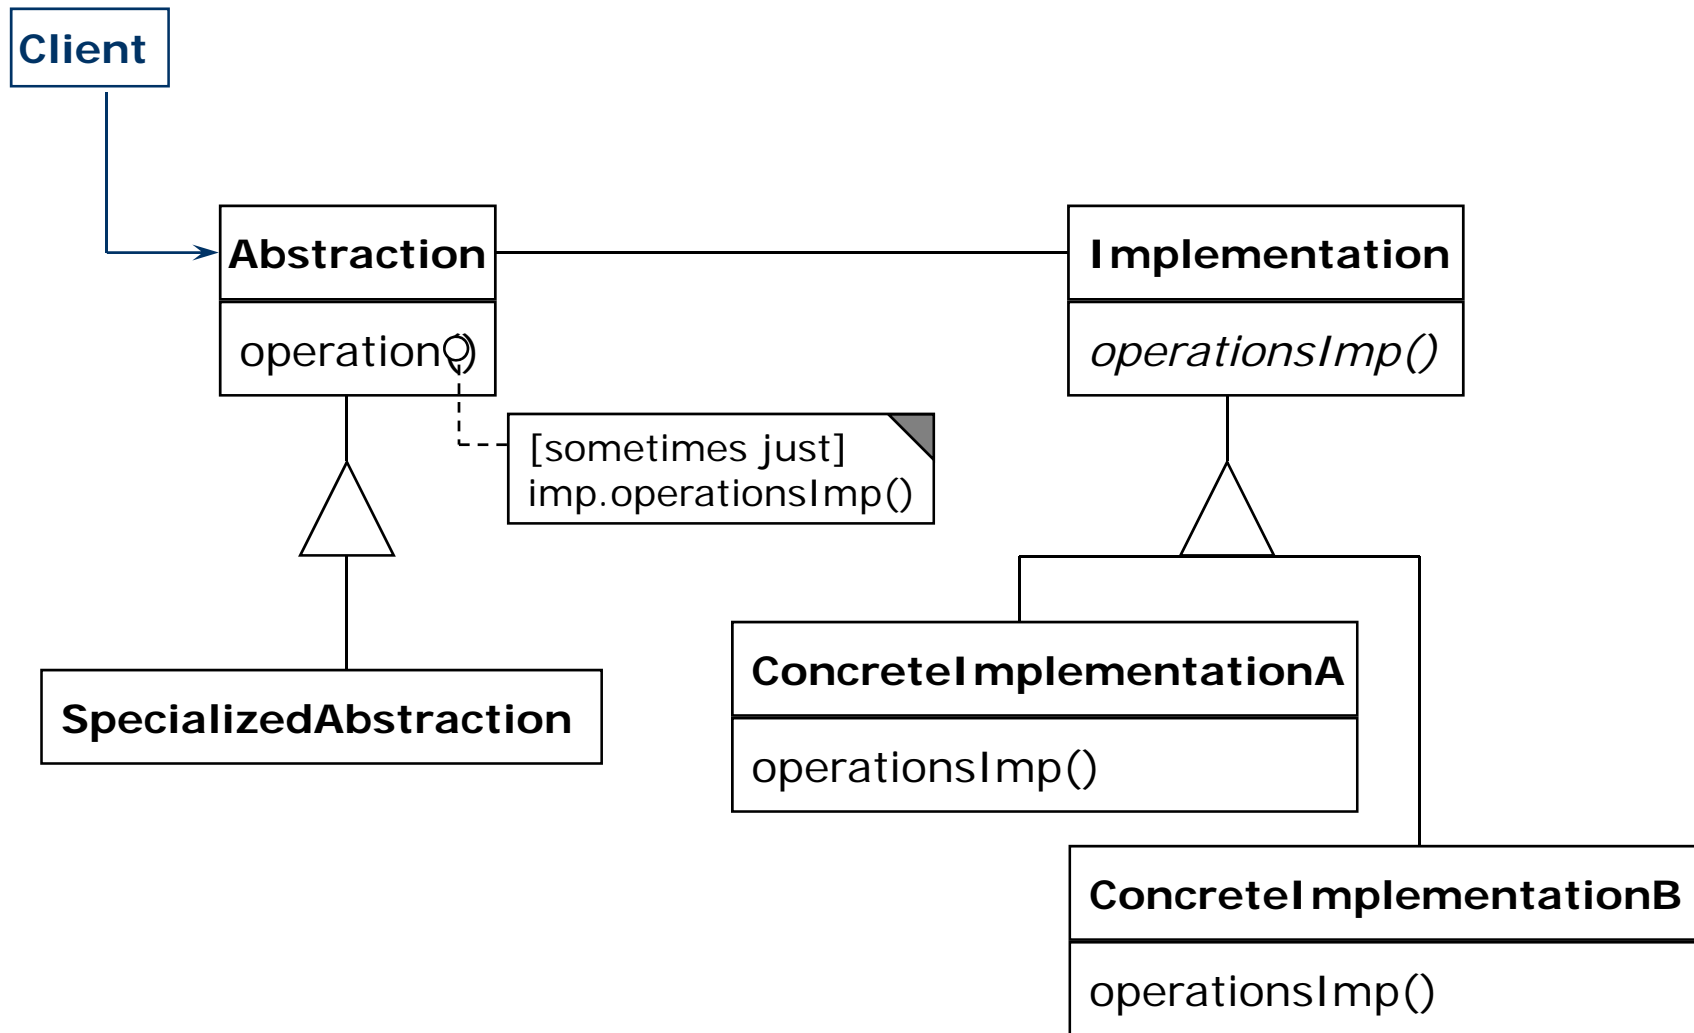 Client
Abstraction
Implementation
operation()
operationsImp()
[sometimes just]
imp.operationsImp()
ConcreteImplementationA
SpecializedAbstraction
operationsImp()
ConcreteImplementationB
operationsImp()